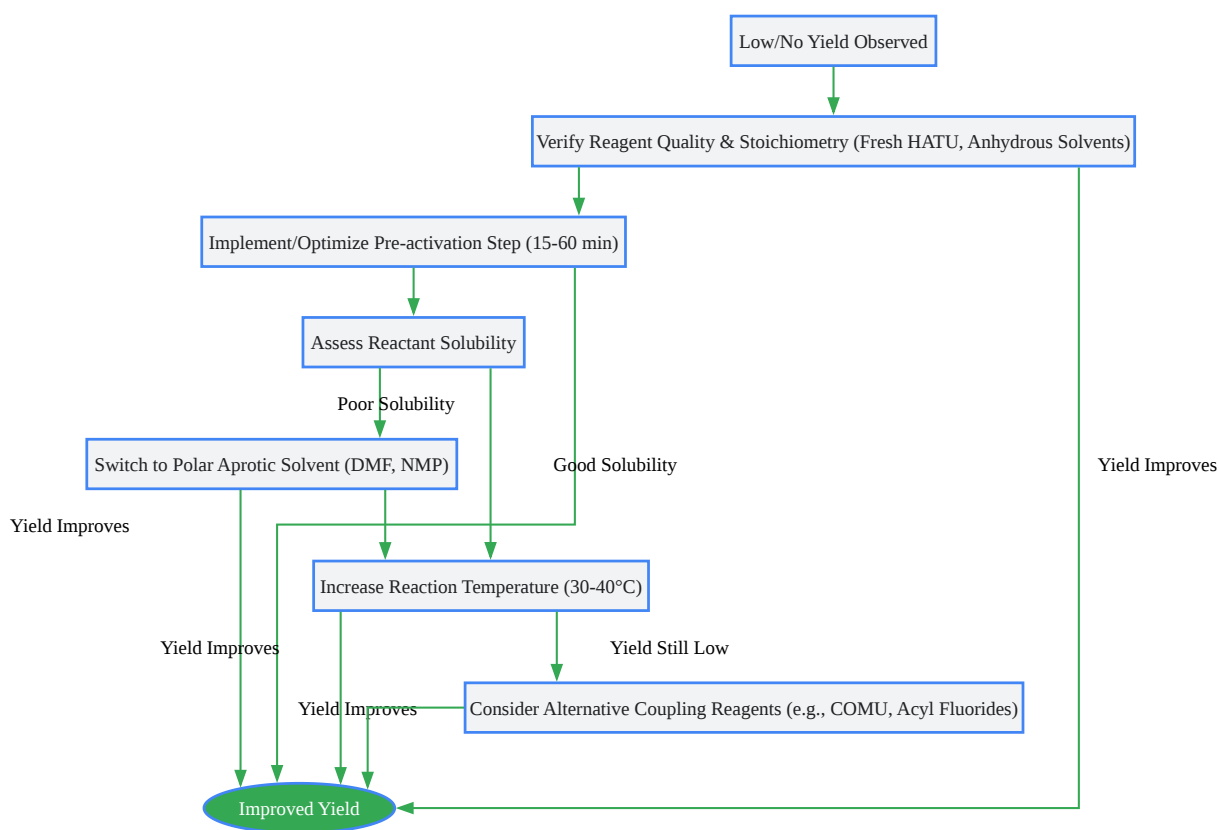 Low/No Yield Observed
Verify Reagent Quality & Stoichiometry (Fresh HATU, Anhydrous Solvents)
Implement/Optimize Pre-activation Step (15-60 min)
Assess Reactant Solubility
Poor Solubility
Switch to Polar Aprotic Solvent (DMF, NMP)
Good Solubility
Yield Improves
Yield Improves
Increase Reaction Temperature (30-40°C)
Yield Improves
Yield Still Low
Yield Improves
Consider Alternative Coupling Reagents (e.g., COMU, Acyl Fluorides)
Improved Yield